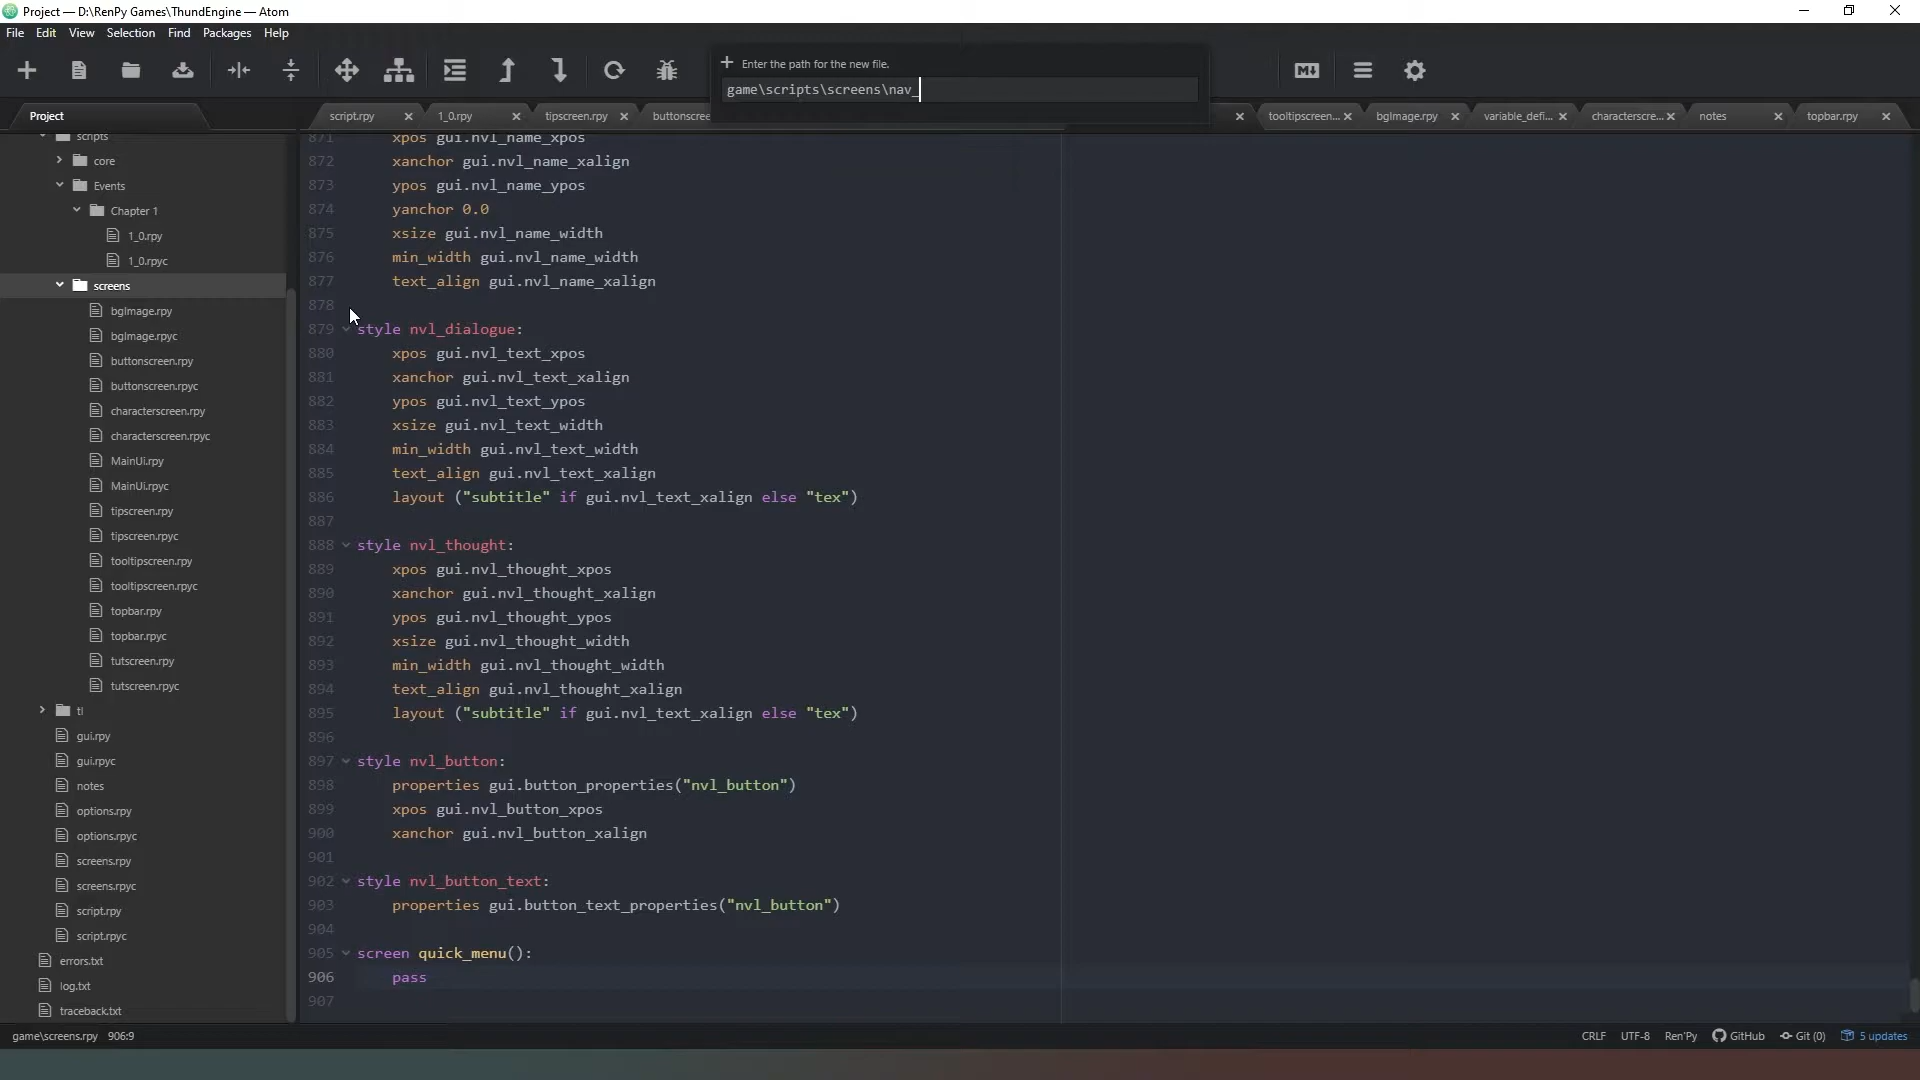 Project — D:\RenPy Games\ThundEngine — Atom
File Edit View Selection Find Packages Help
+ Enter the path for the new file.
game\scripts\screens\nav_
Project
script.rpy
1_0.rpy
tipscreen.rpy
buttonscree
tooltipscreen...
bgImage.rpy
variable_defi...
characterscre...
notes
topbar.rpy
scripts
core
Events
Chapter 1
1_0.rpy
1_0.rpyc
screens
bgImage.rpy
bgImage.rpyc
buttonscreen.rpy
buttonscreen.rpyc
characterscreen.rpy
characterscreen.rpyc
MainUi.rpy
MainUi.rpyc
tipscreen.rpy
tipscreen.rpyc
tooltipscreen.rpy
tooltipscreen.rpyc
topbar.rpy
topbar.rpyc
tutscreen.rpy
tutscreen.rpyc
tl
gui.rpy
gui.rpyc
notes
options.rpy
options.rpyc
screens.rpy
screens.rpyc
script.rpy
script.rpyc
errors.txt
log.txt
traceback.txt
871 xpos gui.nvl_name_xpos
872 xanchor gui.nvl_name_xalign
873 ypos gui.nvl_name_ypos
874 yanchor 0.0
875 xsize gui.nvl_name_width
876 min_width gui.nvl_name_width
877 text_align gui.nvl_name_xalign
878
879 style nvl_dialogue:
880 xpos gui.nvl_text_xpos
881 xanchor gui.nvl_text_xalign
882 ypos gui.nvl_text_ypos
883 xsize gui.nvl_text_width
884 min_width gui.nvl_text_width
885 text_align gui.nvl_text_xalign
886 layout ("subtitle" if gui.nvl_text_xalign else "tex")
887
888 style nvl_thought:
889 xpos gui.nvl_thought_xpos
890 xanchor gui.nvl_thought_xalign
891 ypos gui.nvl_thought_ypos
892 xsize gui.nvl_thought_width
893 min_width gui.nvl_thought_width
894 text_align gui.nvl_thought_xalign
895 layout ("subtitle" if gui.nvl_text_xalign else "tex")
896
897 style nvl_button:
898 properties gui.button_properties("nvl_button")
899 xpos gui.nvl_button_xpos
900 xanchor gui.nvl_button_xalign
901
902 style nvl_button_text:
903 properties gui.button_text_properties("nvl_button")
904
905 screen quick_menu():
906 pass
907
game\screens.rpy 906:9
CRLF UTF-8 Ren'Py GitHub Git (0) 5 updates